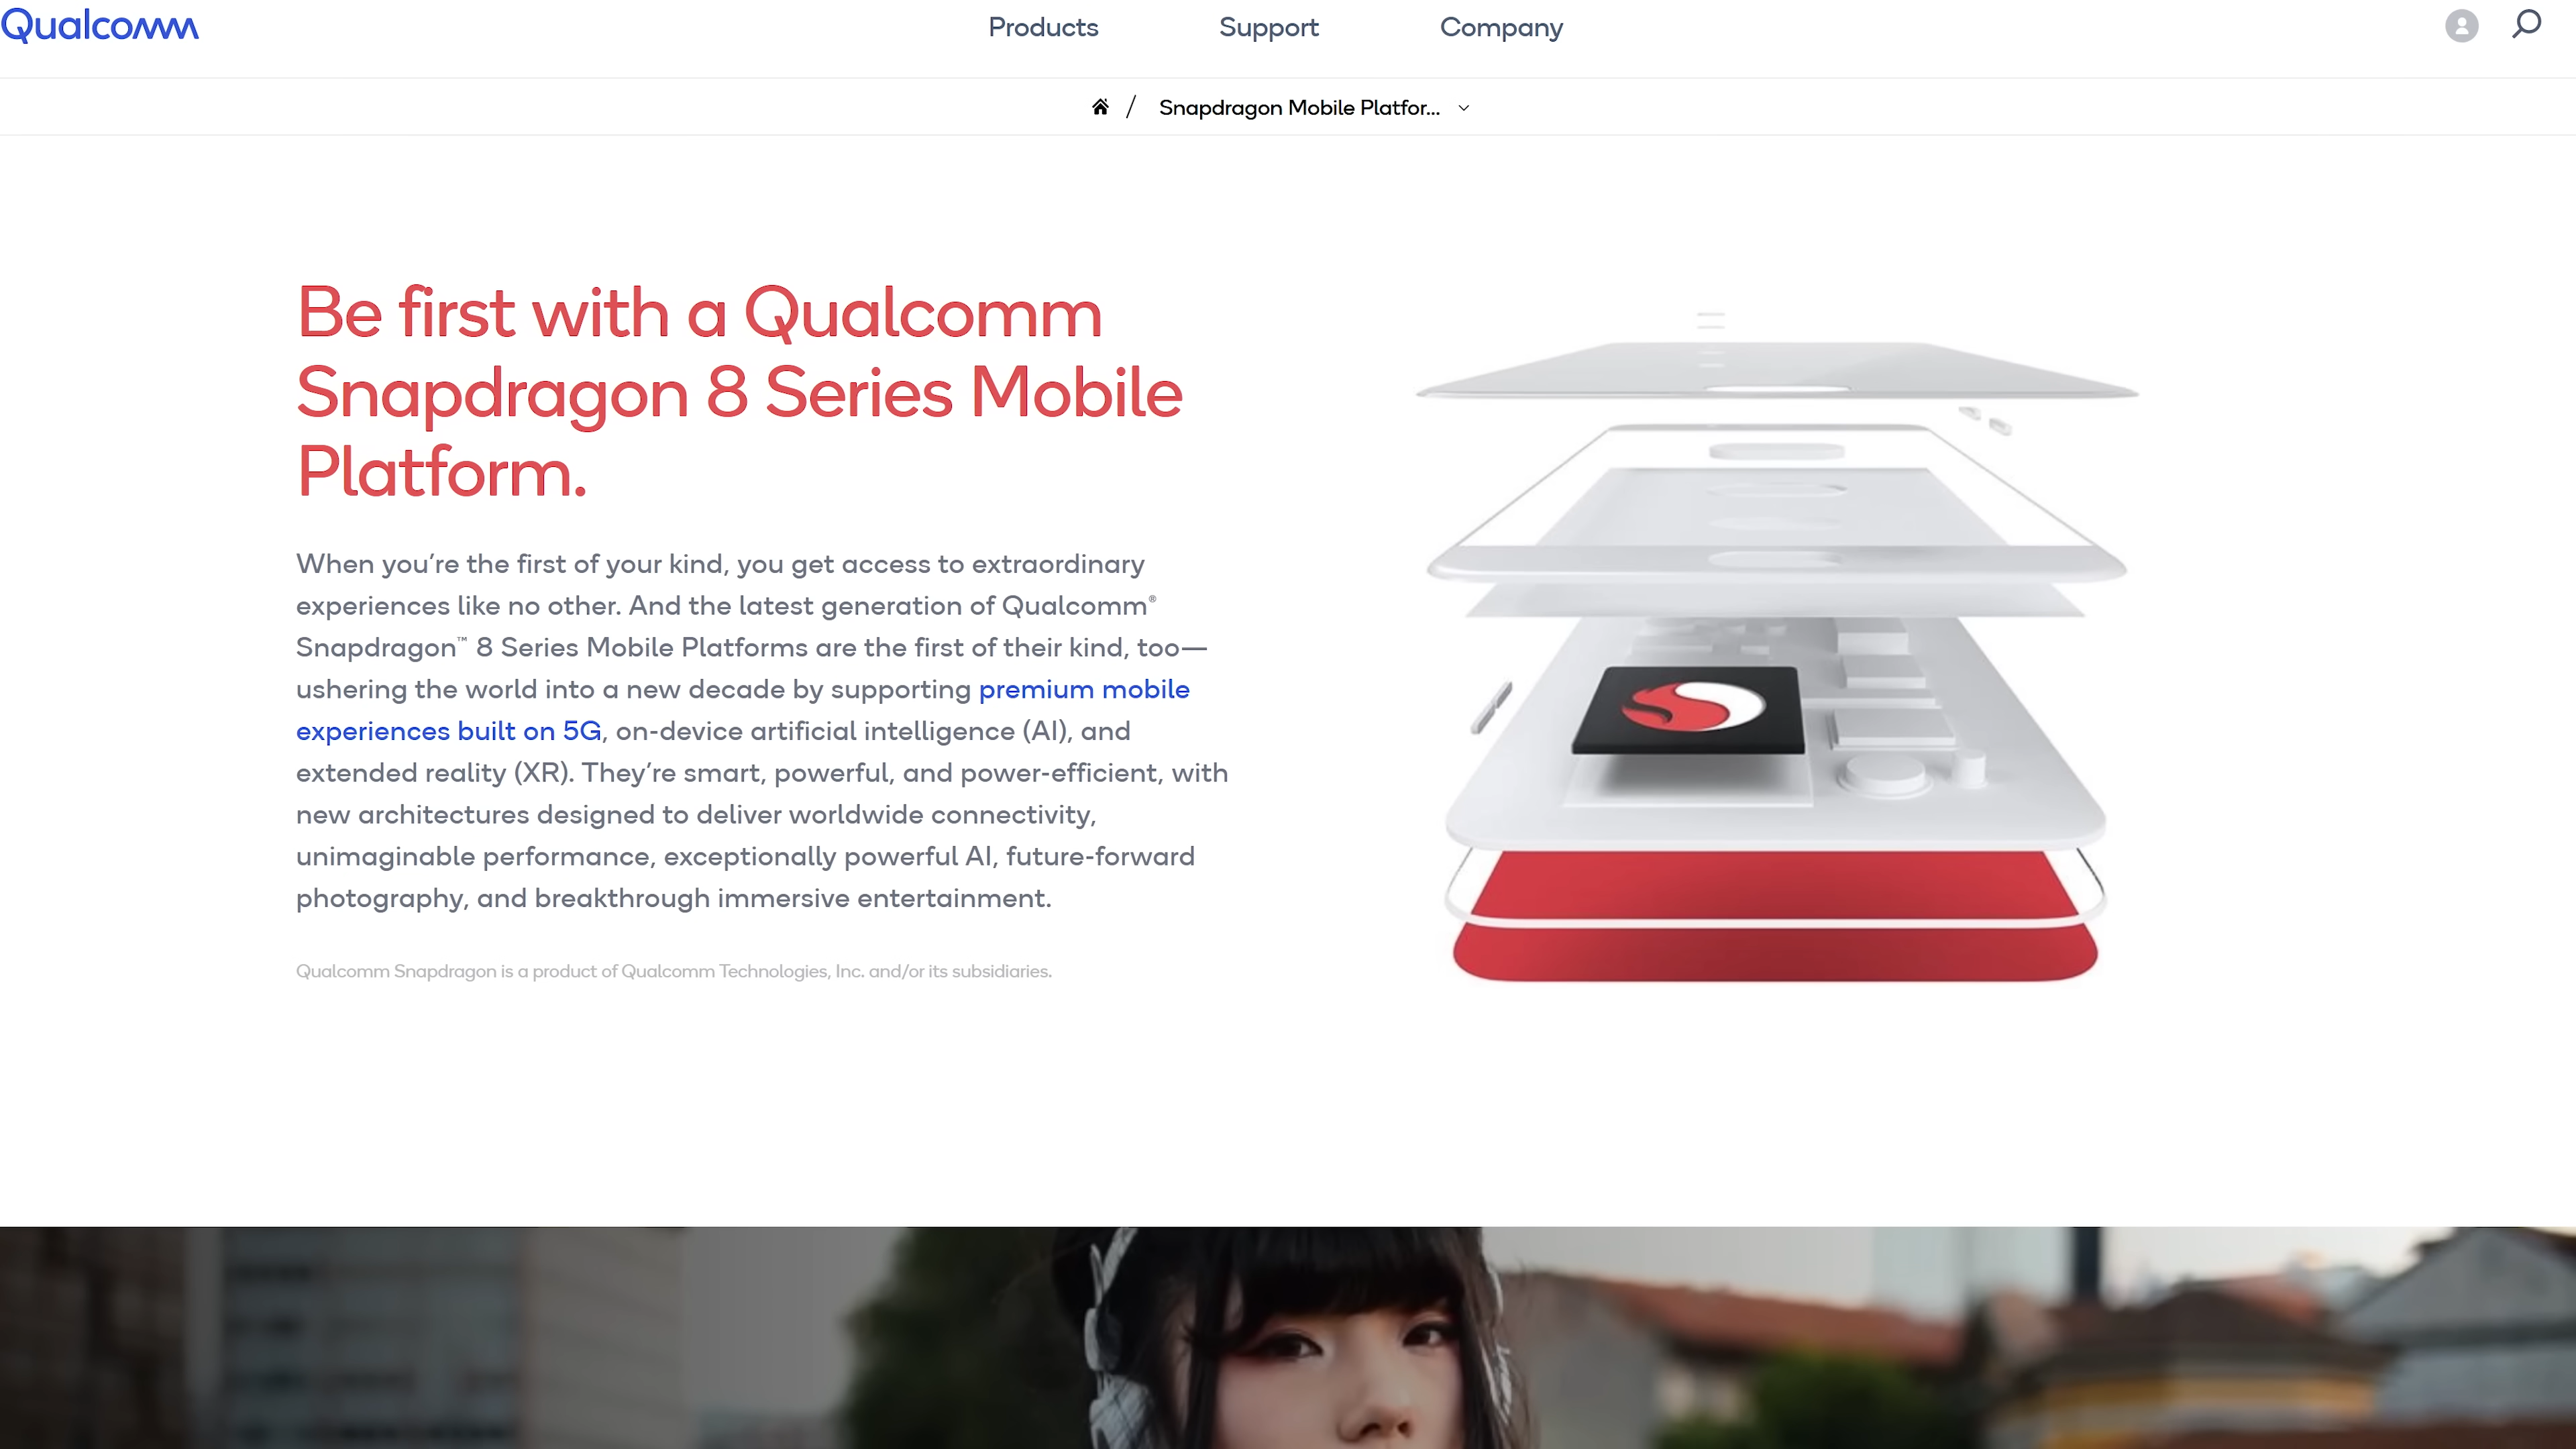 Qualcomm
Products Support Company
/ Snapdragon Mobile Platfor...
Be first with a Qualcomm
Snapdragon 8 Series Mobile
Platform.
When you’re the first of your kind, you get access to extraordinary
experiences like no other. And the latest generation of Qualcomm®
Snapdragon™ 8 Series Mobile Platforms are the first of their kind, too—
ushering the world into a new decade by supporting premium mobile
experiences built on 5G, on-device artificial intelligence (AI), and
extended reality (XR). They’re smart, powerful, and power-efficient, with
new architectures designed to deliver worldwide connectivity,
unimaginable performance, exceptionally powerful AI, future-forward
photography, and breakthrough immersive entertainment.
Qualcomm Snapdragon is a product of Qualcomm Technologies, Inc. and/or its subsidiaries.